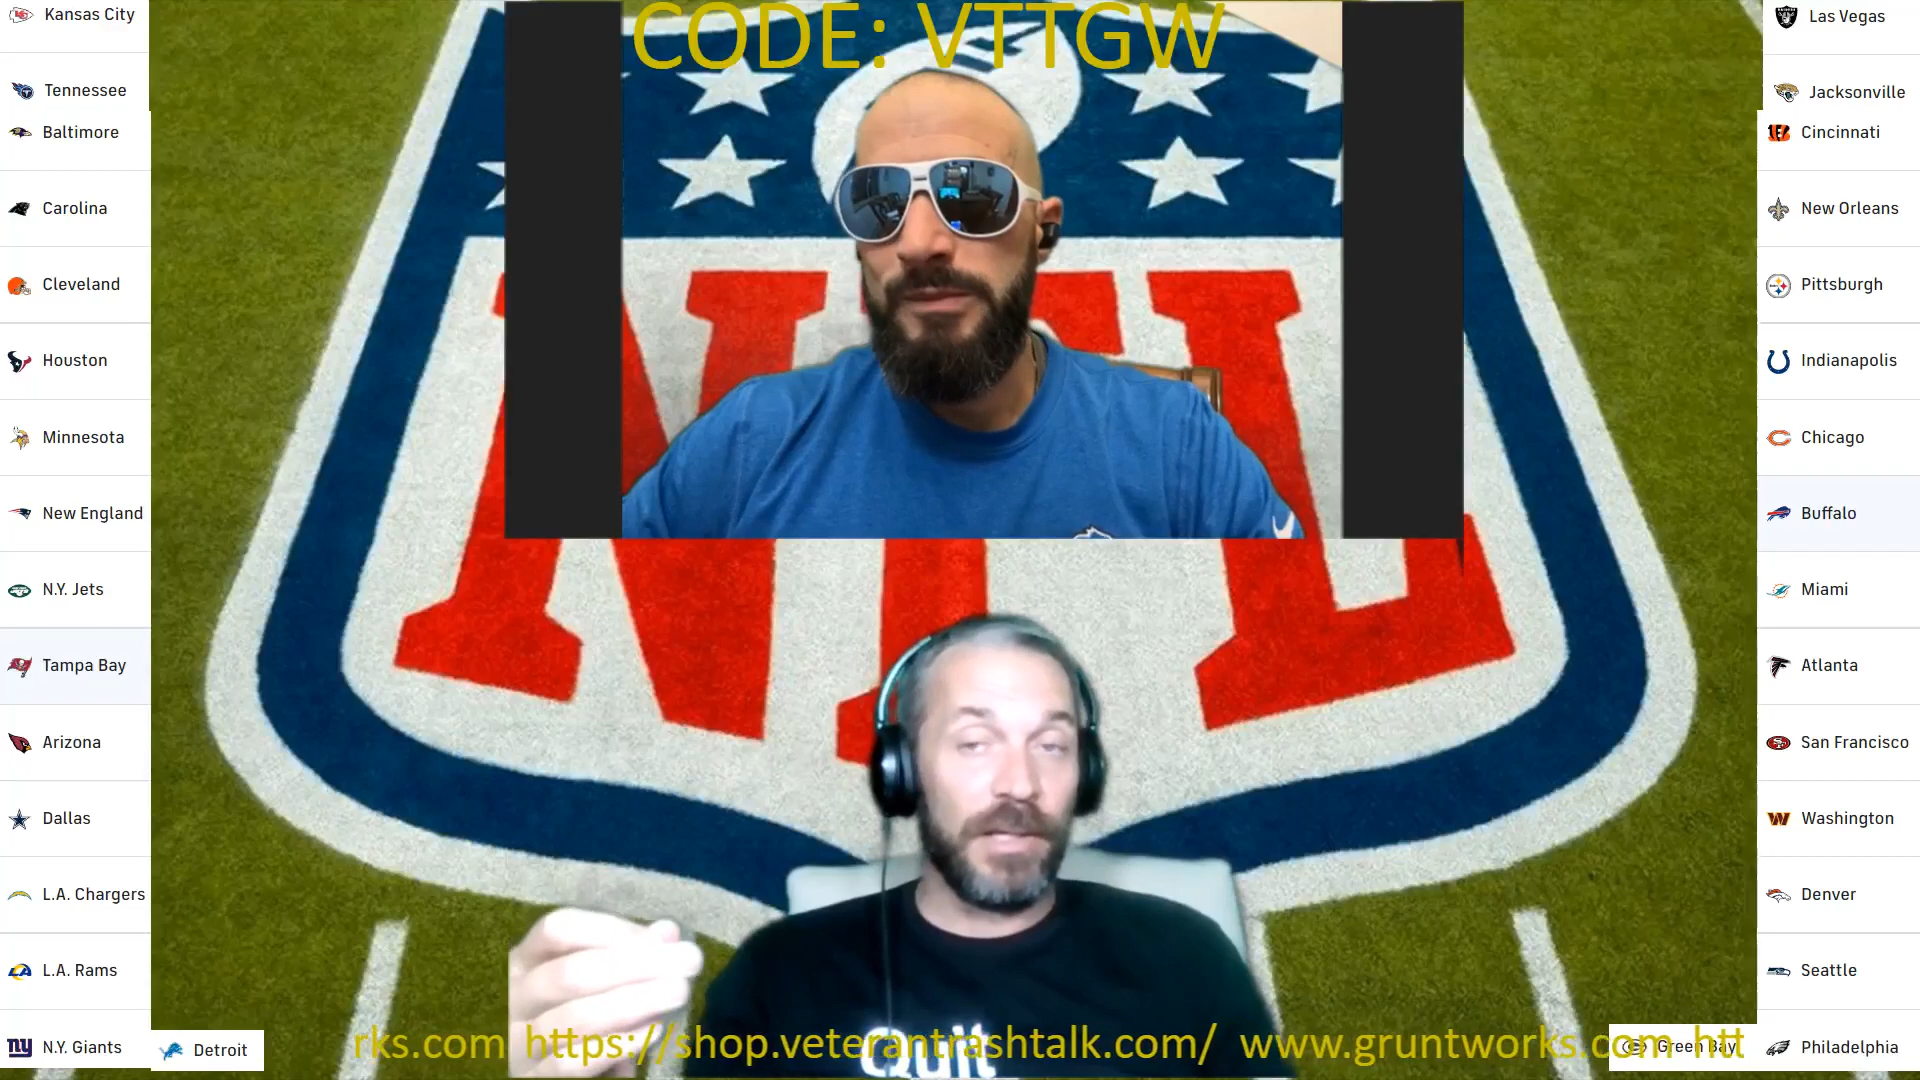 CODE: VTTGW
Kansas City
Tennessee
Baltimore
Carolina
Cleveland
Houston
Minnesota
New England
N.Y. Jets
Tampa Bay
Arizona
Dallas
L.A. Chargers
L.A. Rams
N.Y. Giants
Detroit
Las Vegas
Jacksonville
Cincinnati
New Orleans
Pittsburgh
Indianapolis
Chicago
Buffalo
Miami
Atlanta
San Francisco
Washington
Denver
Seattle
Philadelphia
Green Bay
NFL
Quit
rks.com https://shop.veterantrashtalk.com/ www.gruntworks.com htt